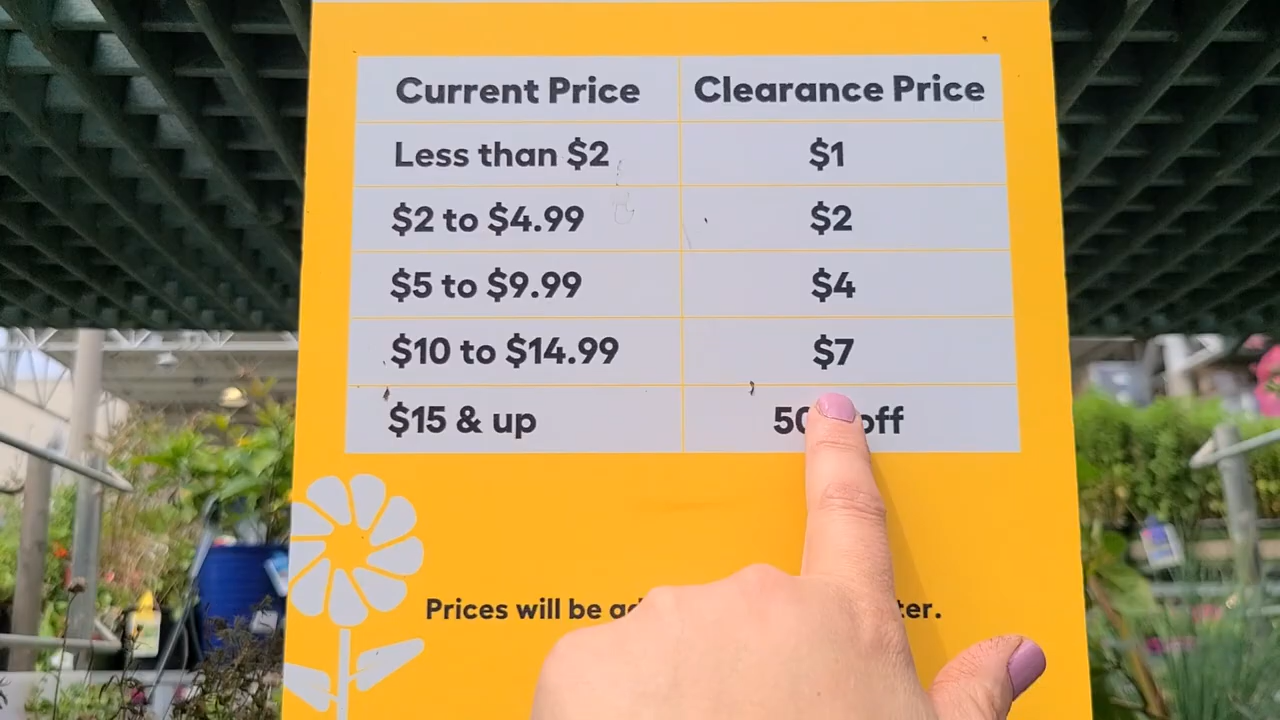 Current Price Clearance Price
Less than $2 $1
$2 to $4.99 $2
$5 to $9.99 $4
$10 to $14.99 $7
$15 & up 50 off
Prices will be